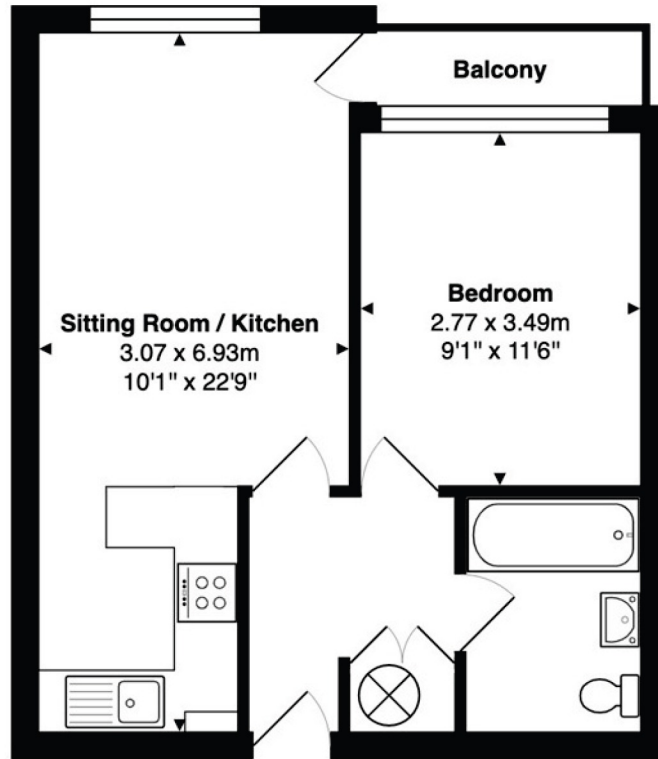 Balcony
Sitting Room / Kitchen
3.07 x 6.93m
10'1" x 22'9"
Bedroom
2.77 x 3.49m
9'1" x 11'6"